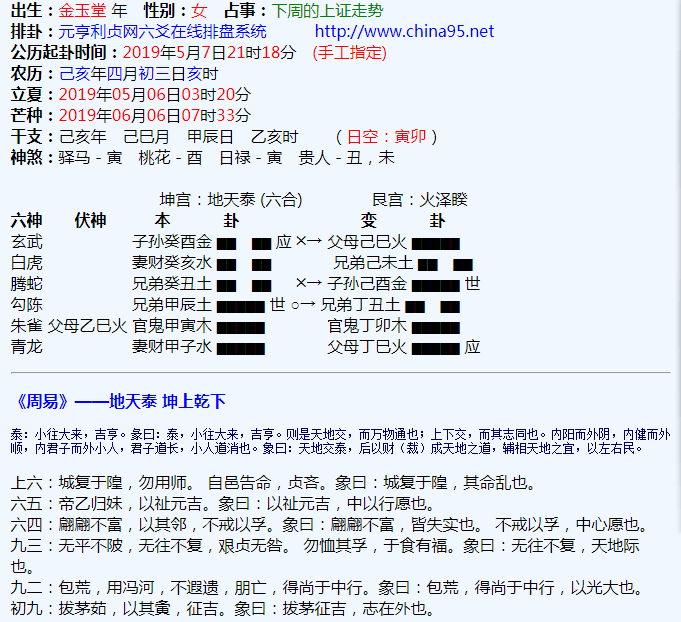 出生：金玉堂 年　性别：女　占事：下周的上证走势
排卦：元亨利贞网六爻在线排盘系统　　　http://www.china95.net
公历起卦时间：2019年5月7日21时18分　(手工指定)
农历：己亥年四月初三日亥时
立夏：2019年05月06日03时20分
芒种：2019年06月06日07时33分
干支：己亥年　己巳月　甲辰日　乙亥时　　（日空：寅卯）
神煞：驿马－寅　桃花－酉　日禄－寅　贵人－丑，未
坤宫：地天泰 (六合)　　　　艮宫：火泽睽
六神　　伏神　　　本　　　卦　　　　　　　变　　　卦
玄武　　　　　　子孙癸酉金 ▅▅　▅▅ 应 ×→ 父母己巳火 ▅▅▅▅▅
白虎　　　　　　妻财癸亥水 ▅▅　▅▅　　　　兄弟己未土 ▅▅　▅▅
腾蛇　　　　　　兄弟癸丑土 ▅▅　▅▅　　×→ 子孙己酉金 ▅▅▅▅▅ 世
勾陈　　　　　　兄弟甲辰土 ▅▅▅▅▅ 世 ○→ 兄弟丁丑土 ▅▅　▅▅
朱雀 父母乙巳火 官鬼甲寅木 ▅▅▅▅▅　　　　官鬼丁卯木 ▅▅▅▅▅
青龙　　　　　　妻财甲子水 ▅▅▅▅▅　　　　父母丁巳火 ▅▅▅▅▅ 应
《周易》——地天泰 坤上乾下
泰：小往大来，吉亨。彖曰：泰，小往大来，吉亨。则是天地交，而万物通也；上下交，而其志同也。内阳而外阴，内健而外
顺，内君子而外小人，君子道长，小人道消也。象曰：天地交泰，后以财（裁）成天地之道，辅相天地之宜，以左右民。
上六：城复于隍，勿用师。 自邑告命，贞吝。象曰：城复于隍，其命乱也。
六五：帝乙归妹，以祉元吉。象曰：以祉元吉，中以行愿也。
六四：翩翩不富，以其邻，不戒以孚。象曰：翩翩不富，皆失实也。 不戒以孚，中心愿也。
九三：无平不陂，无往不复，艰贞无咎。 勿恤其孚，于食有福。象曰：无往不复，天地际
也。
九二：包荒，用冯河，不遐遗，朋亡，得尚于中行。象曰：包荒，得尚于中行，以光大也。
初九：拔茅茹，以其夤，征吉。象曰：拔茅征吉，志在外也。